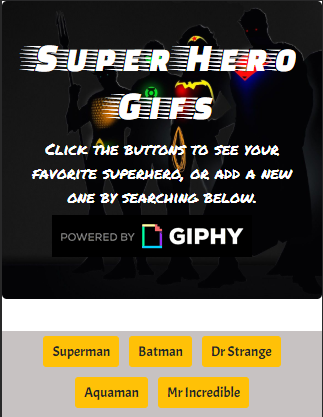 Super Hero
Gifs
Click the buttons to see your
favorite superhero, or add a new
one by searching below.
POWERED BY GIPHY
Superman Batman Dr Strange
Aquaman Mr Incredible